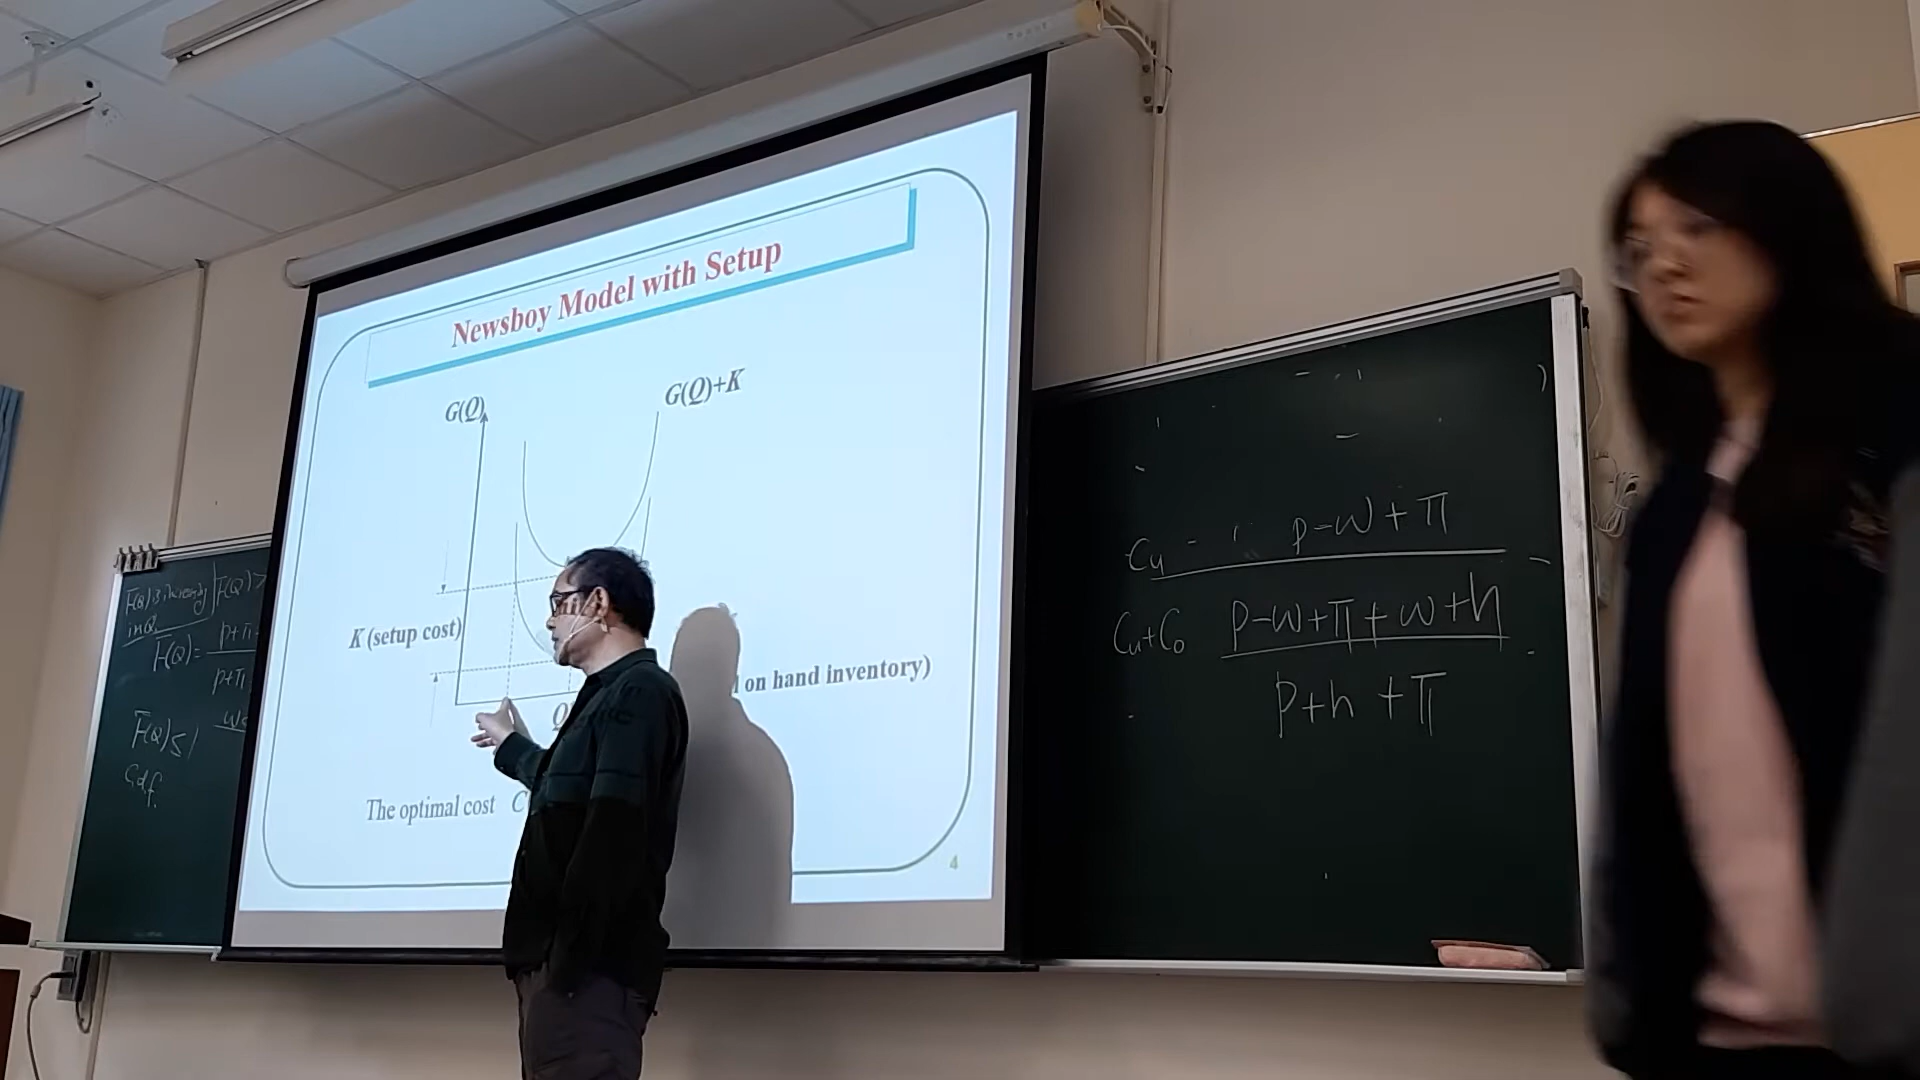 Newsboy Model with Setup
G(Q)
G(Q)+K
K (setup cost)
on hand inventory)
Q
The optimal cost C
4
F(Q) is increasing
in Q.
F(Q)>
F(Q)=
p+π
p+π
F(Q)≤1
c.d.f.
Cu
p-w+π
Cu+Co
p-w+π+w+h
p+h+π